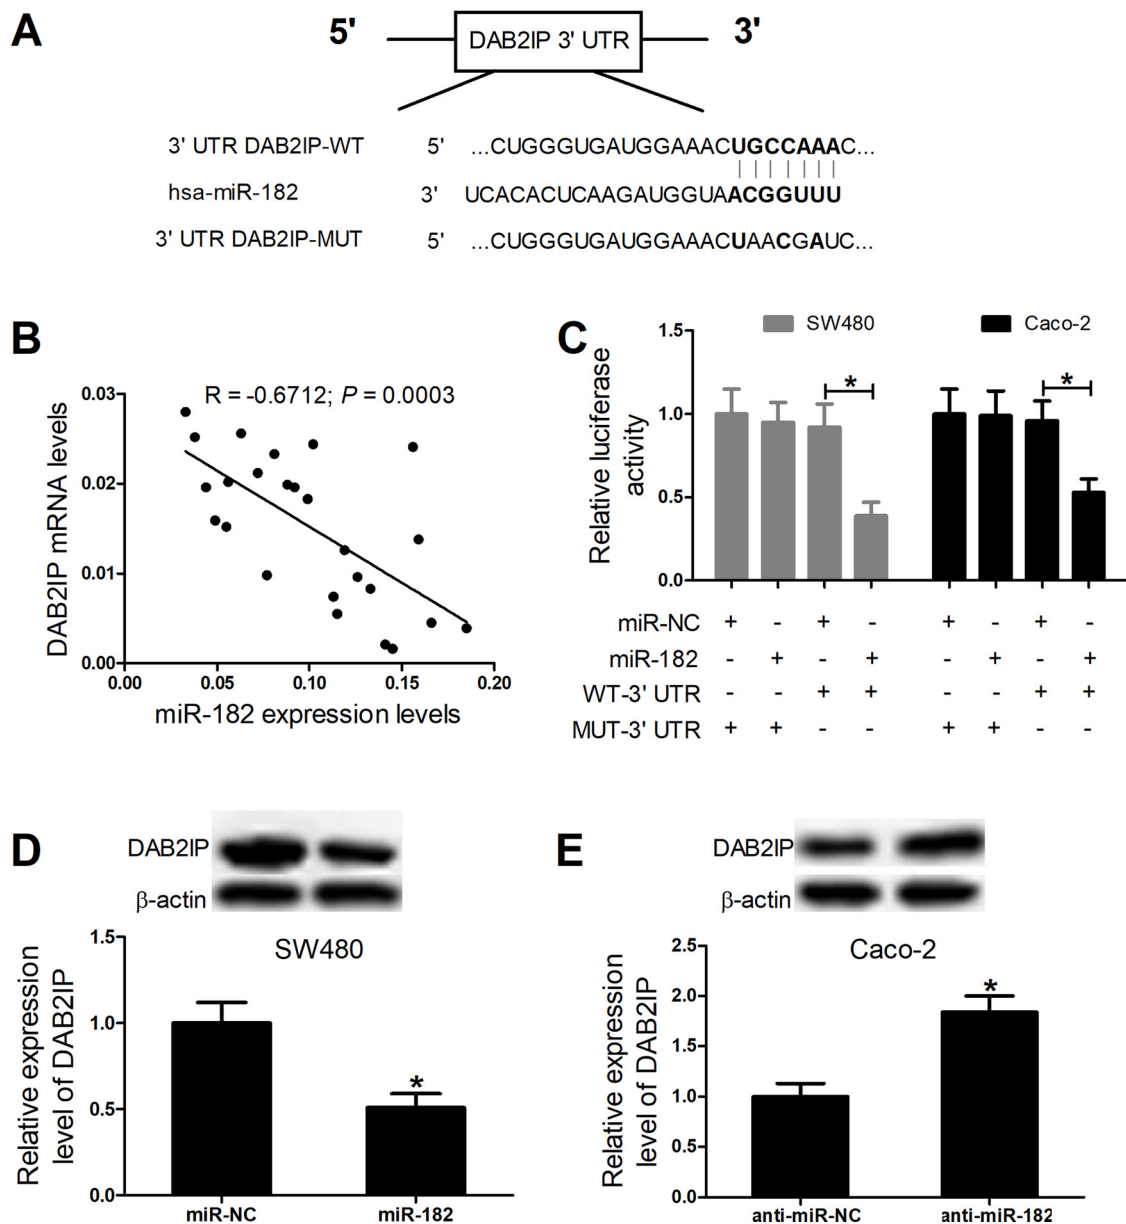 A
5' DAB2IP 3' UTR 3'
3' UTR DAB2IP-WT 5' ...CUGGGUGAUGGAAACUGCCAAAC...
hsa-miR-182 3' UCACACUCAAGAUGGUAACGGUUU
3' UTR DAB2IP-MUT 5' ...CUGGGUGAUGGAAACUAACGAUC...
B
R = -0.6712; P = 0.0003
DAB2IP mRNA levels
0.03
0.02
0.01
0.00
0.00 0.05 0.10 0.15 0.20
miR-182 expression levels
C
SW480 Caco-2
Relative luciferase
activity
1.5
1.0
0.5
0.0
* *
miR-NC + - + - + - + -
miR-182 - + - + - + - +
WT-3' UTR - - + + - - + +
MUT-3' UTR + + - - + + - -
D
DAB2IP
β-actin
SW480
Relative expression
level of DAB2IP
1.5
1.0
0.5
0.0
*
miR-NC miR-182
E
DAB2IP
β-actin
Caco-2
Relative expression
level of DAB2IP
2.5
2.0
1.5
1.0
0.5
0.0
*
anti-miR-NC anti-miR-182